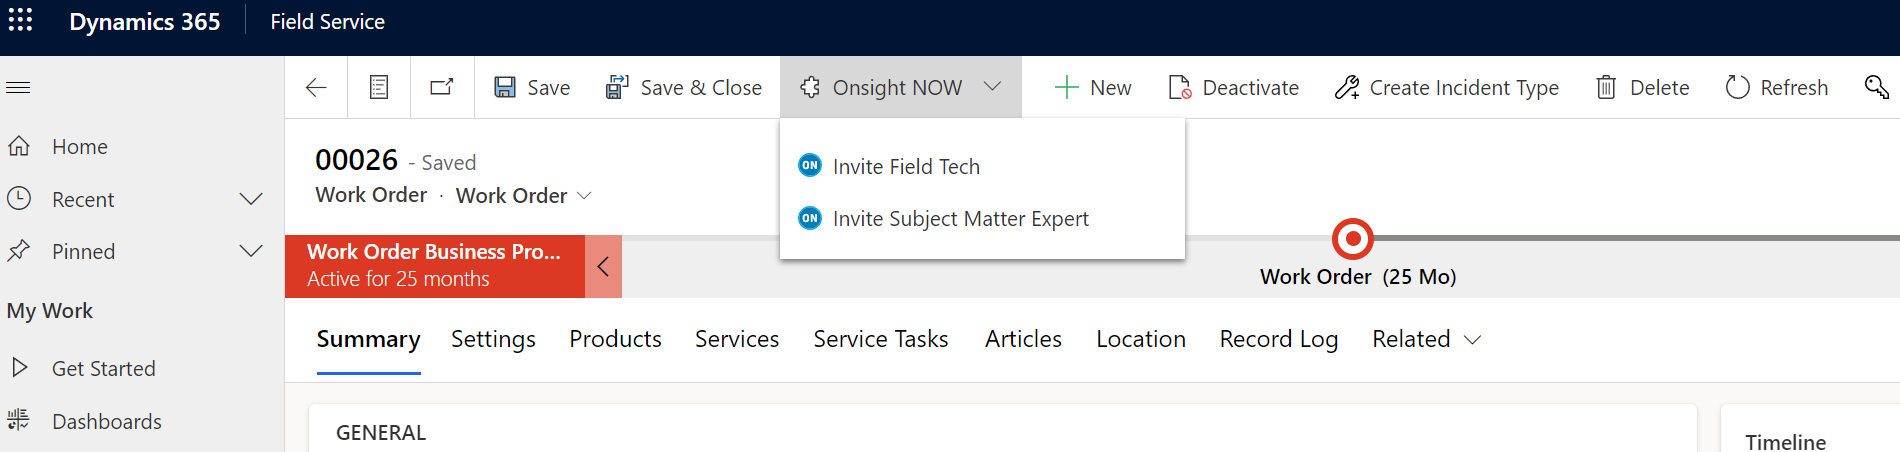 Dynamics 365 Field Service
Save Save & Close Onsight NOW New Deactivate Create Incident Type Delete Refresh
Home
Recent
Pinned
My Work
Get Started
Dashboards
00026 - Saved
Work Order · Work Order
ON Invite Field Tech
ON Invite Subject Matter Expert
Work Order Business Pro...
Active for 25 months
Work Order (25 Mo)
Summary Settings Products Services Service Tasks Articles Location Record Log Related
GENERAL
Timeline